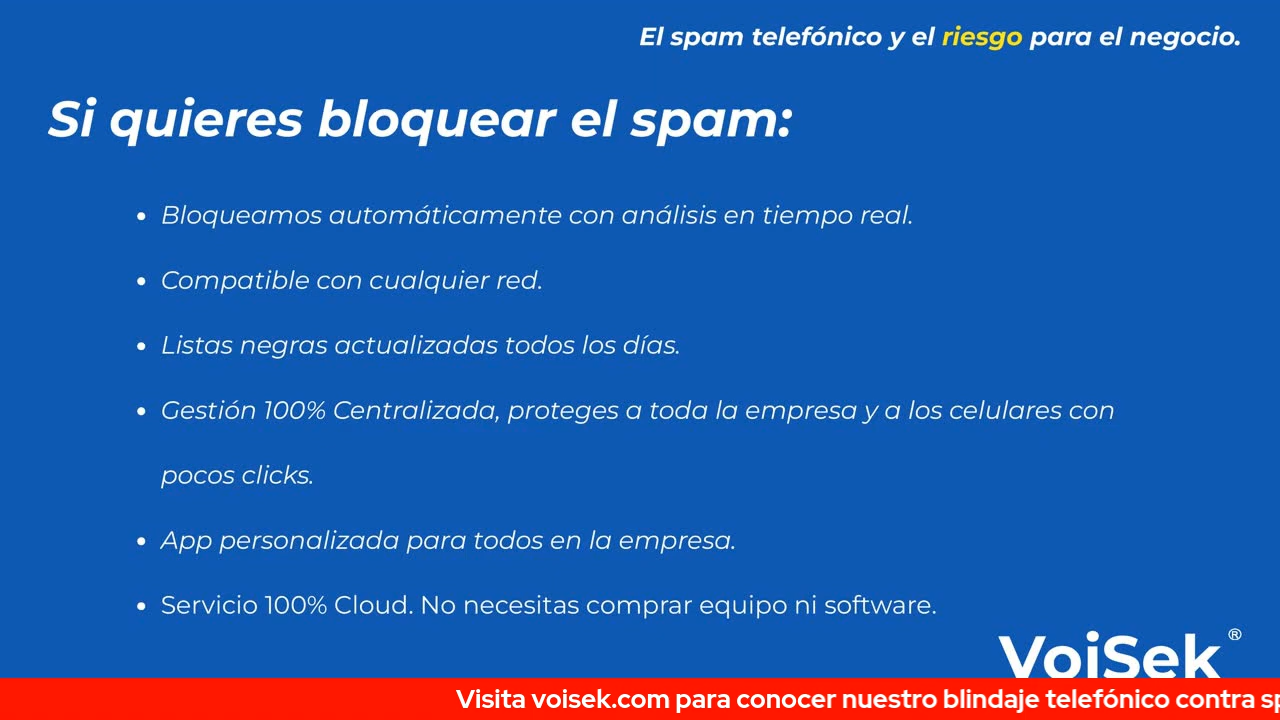 El spam telefónico y el riesgo para el negocio.
Si quieres bloquear el spam:
• Bloqueamos automáticamente con análisis en tiempo real.
• Compatible con cualquier red.
• Listas negras actualizadas todos los días.
• Gestión 100% Centralizada, proteges a toda la empresa y a los celulares con
pocos clicks.
• App personalizada para todos en la empresa.
• Servicio 100% Cloud. No necesitas comprar equipo ni software.
VoiSek®
Visita voisek.com para conocer nuestro blindaje telefónico contra